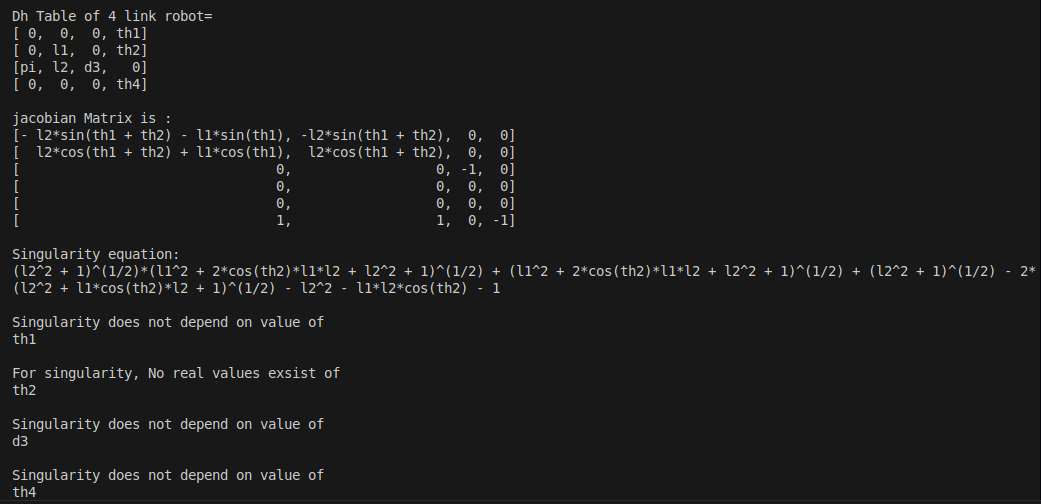 Dh Table of 4 link robot=
[ 0,  0,  0, th1]
[ 0, l1,  0, th2]
[pi, l2, d3,   0]
[ 0,  0,  0, th4]
jacobian Matrix is :
[- l2*sin(th1 + th2) - l1*sin(th1), -l2*sin(th1 + th2),  0,  0]
[  l2*cos(th1 + th2) + l1*cos(th1),  l2*cos(th1 + th2),  0,  0]
[                                0,                  0, -1,  0]
[                                0,                  0,  0,  0]
[                                0,                  0,  0,  0]
[                                1,                  1,  0, -1]
Singularity equation:
(l2^2 + 1)^(1/2)*(l1^2 + 2*cos(th2)*l1*l2 + l2^2 + 1)^(1/2) + (l1^2 + 2*cos(th2)*l1*l2 + l2^2 + 1)^(1/2) + (l2^2 + 1)^(1/2) - 2*
(l2^2 + l1*cos(th2)*l2 + 1)^(1/2) - l2^2 - l1*l2*cos(th2) - 1
Singularity does not depend on value of
th1
For singularity, No real values exsist of
th2
Singularity does not depend on value of
d3
Singularity does not depend on value of
th4